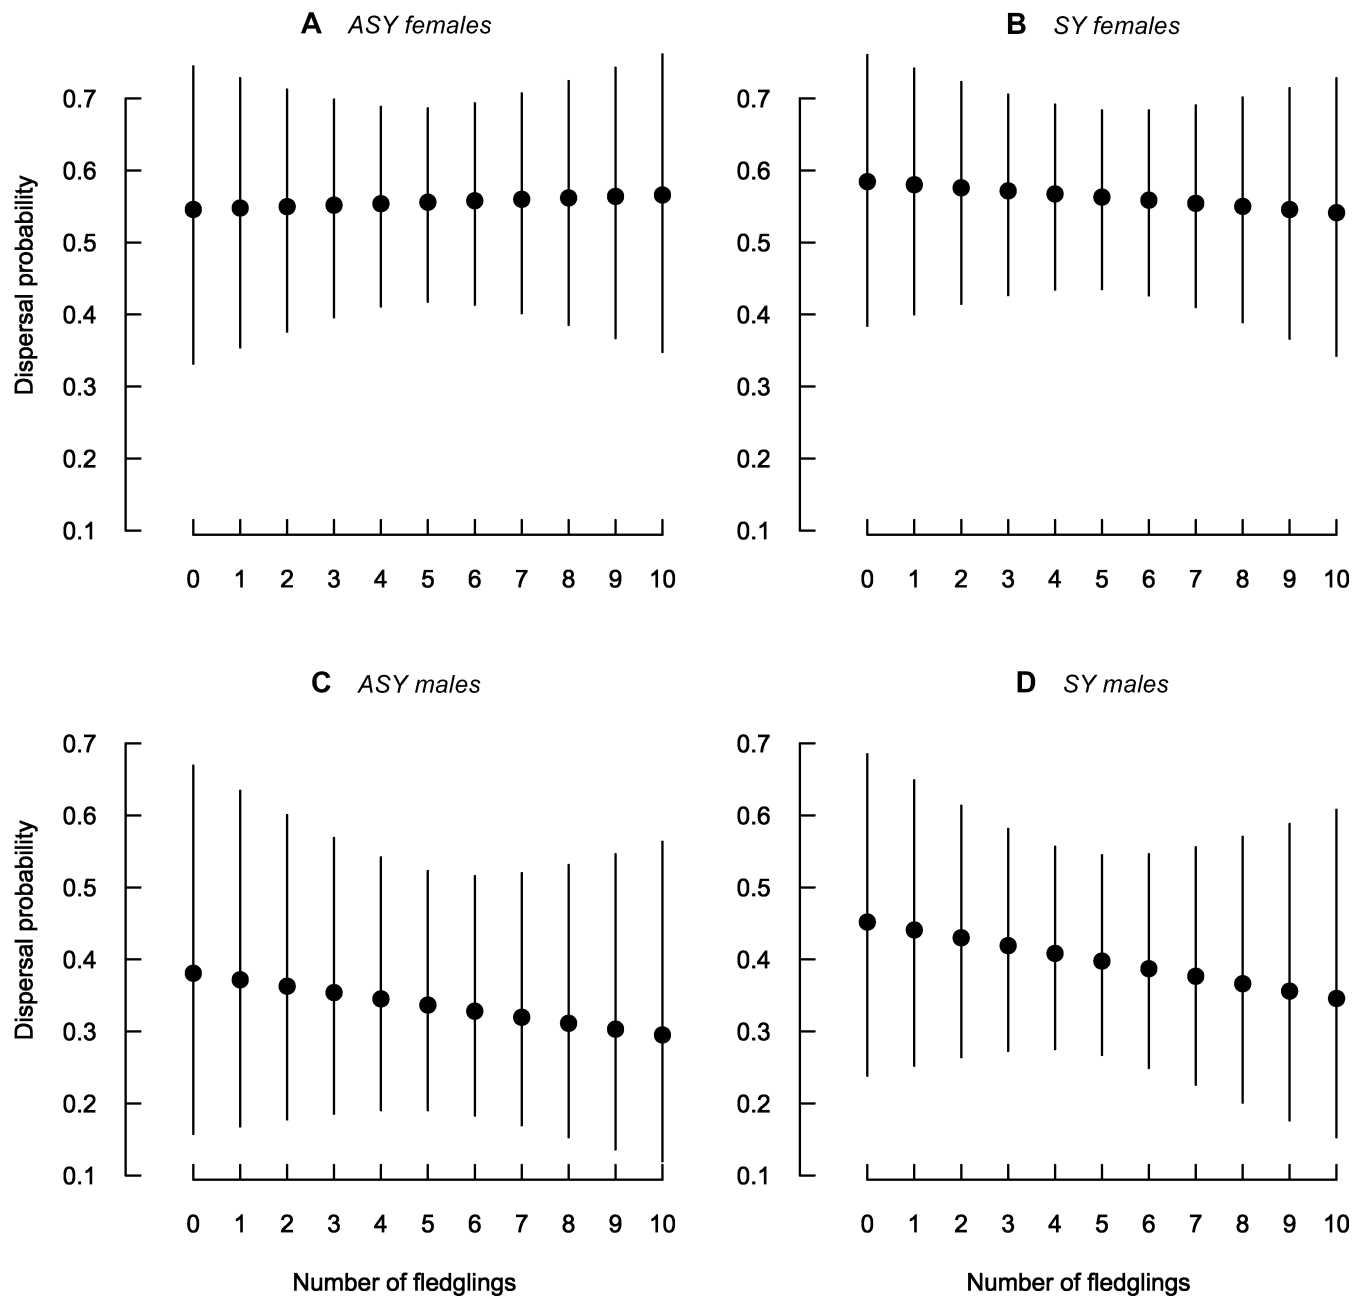 A ASY females
Dispersal probability
0.7
0.6
0.5
0.4
0.3
0.2
0.1
0 1 2 3 4 5 6 7 8 9 10
B SY females
0.7
0.6
0.5
0.4
0.3
0.2
0.1
0 1 2 3 4 5 6 7 8 9 10
C ASY males
Dispersal probability
0.7
0.6
0.5
0.4
0.3
0.2
0.1
0 1 2 3 4 5 6 7 8 9 10
Number of fledglings
D SY males
0.7
0.6
0.5
0.4
0.3
0.2
0.1
0 1 2 3 4 5 6 7 8 9 10
Number of fledglings